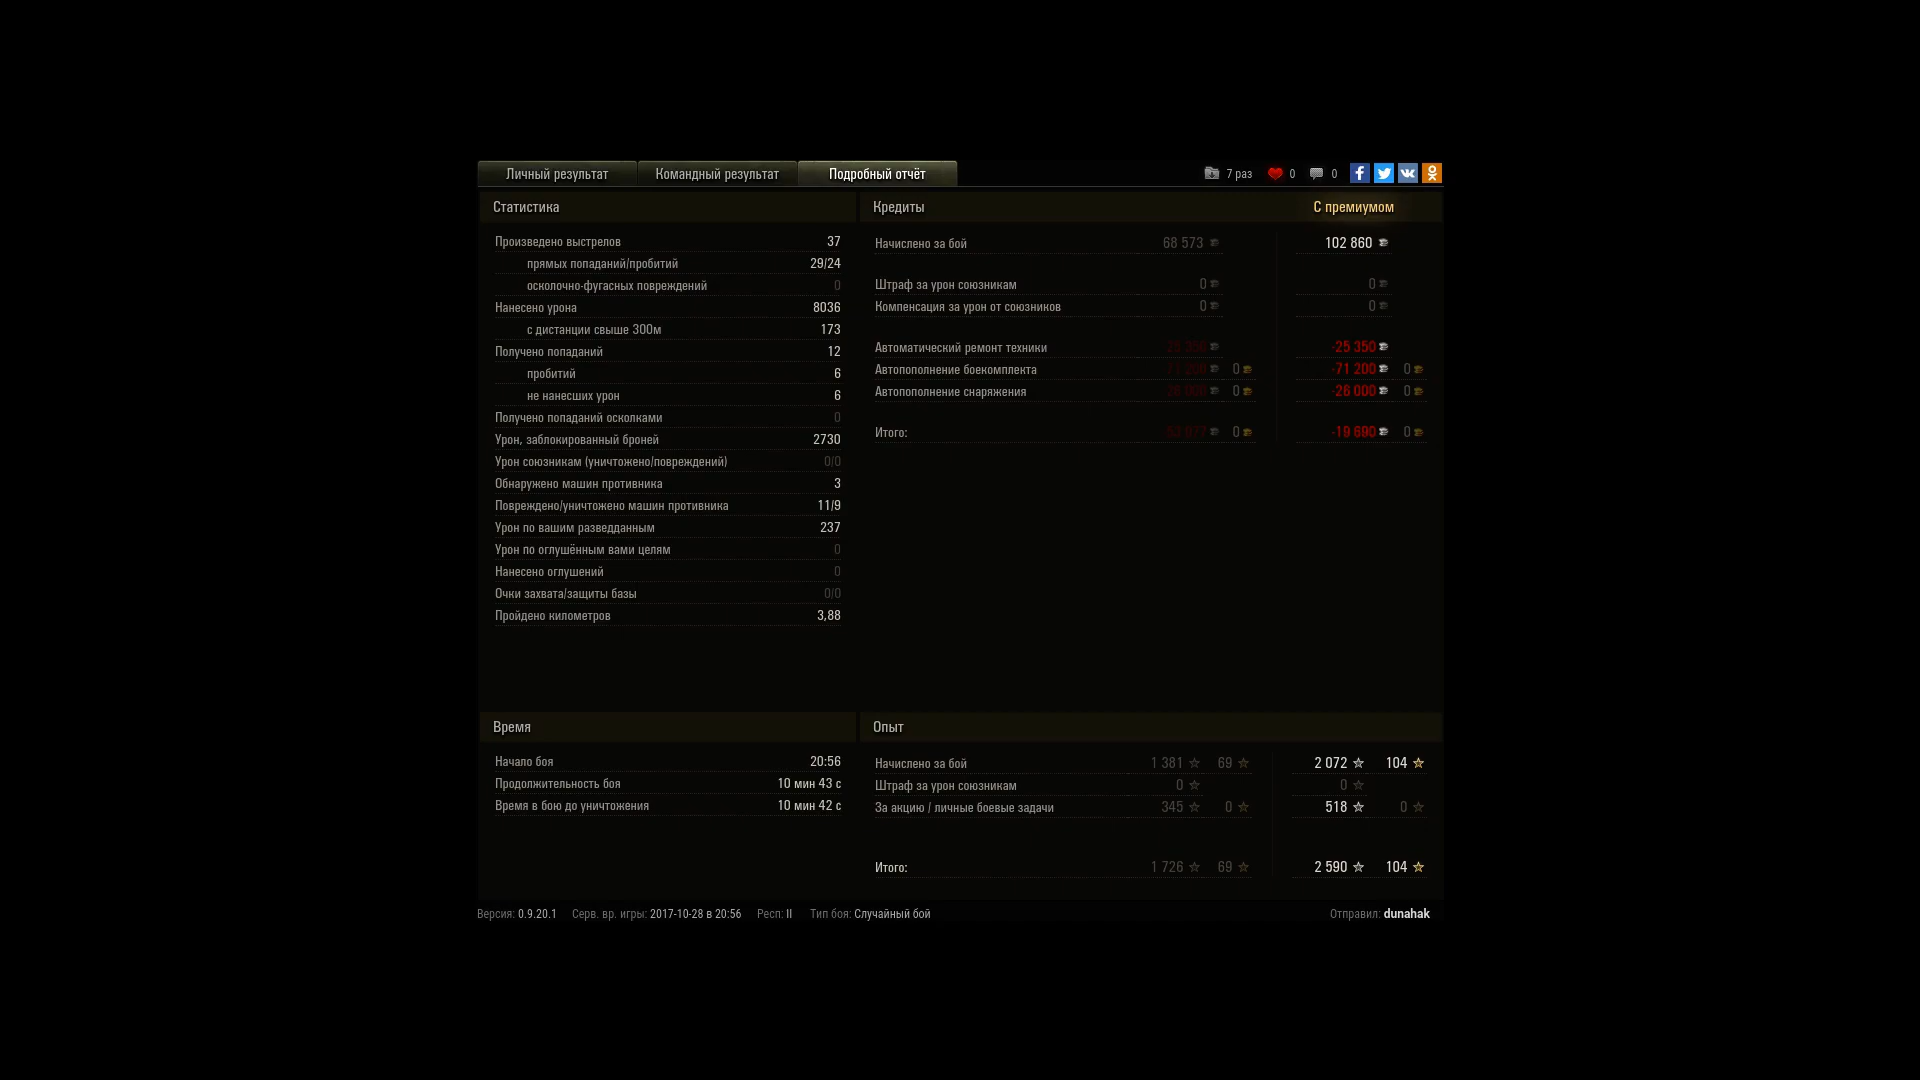 Личный результат Командный результат Подробный отчёт 7 раз 0 0
Статистика
Произведено выстрелов 37
прямых попаданий/пробитий 29/24
осколочно-фугасных повреждений 0
Нанесено урона 8036
с дистанции свыше 300м 173
Получено попаданий 12
пробитий 6
не нанесших урон 6
Получено попаданий осколками 0
Урон, заблокированный броней 2730
Урон союзникам (уничтожено/повреждений) 0/0
Обнаружено машин противника 3
Повреждено/уничтожено машин противника 11/9
Урон по вашим разведданным 237
Урон по оглушённым вами целям 0
Нанесено оглушений 0
Очки захвата/защиты базы 0/0
Пройдено километров 3,88
Кредиты С премиумом
Начислено за бой 68 573 102 860
Штраф за урон союзникам 0 0
Компенсация за урон от союзников 0 0
Автоматический ремонт техники -25 350 -25 350
Автопополнение боекомплекта -71 200 0 -71 200 0
Автопополнение снаряжения 0 0
Итого: 0 -19 690 0
Время
Начало боя 20:56
Продолжительность боя 10 мин 43 с
Время в бою до уничтожения 10 мин 42 с
Опыт
Начислено за бой 1 381 69 2 072 104
Штраф за урон союзникам 0 0
За акцию / личные боевые задачи 345 0 518 0
Итого: 1 726 69 2 590 104
Версия: 0.9.20.1 Серв. вр. игры: 2017-10-28 в 20:56 Респ: II Тип боя: Случайный бой Отправил: dunahak